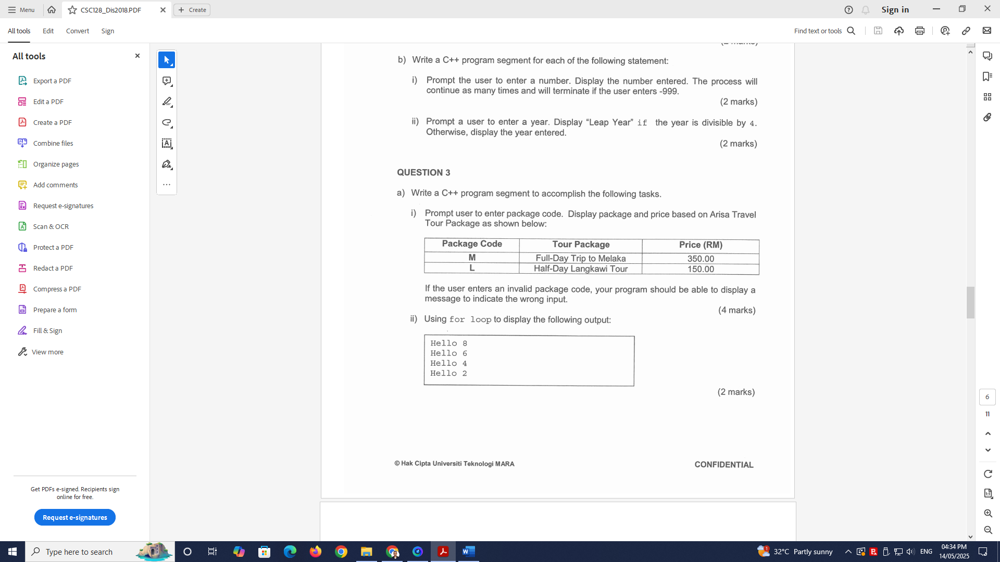 Menu
CSC128_Dis2018.PDF
Create
Sign in
All tools
Edit
Convert
Sign
Find text or tools
All tools
Export a PDF
Edit a PDF
Create a PDF
Combine files
Organize pages
Add comments
Request e-signatures
Scan & OCR
Protect a PDF
Redact a PDF
Compress a PDF
Prepare a form
Fill & Sign
View more
Get PDFs e-signed. Recipients sign
online for free.
Request e-signatures
b) Write a C++ program segment for each of the following statement:
i) Prompt the user to enter a number. Display the number entered. The process will
continue as many times and will terminate if the user enters -999.
(2 marks)
ii) Prompt a user to enter a year. Display “Leap Year” if the year is divisible by 4.
Otherwise, display the year entered.
(2 marks)
QUESTION 3
a) Write a C++ program segment to accomplish the following tasks.
i) Prompt user to enter package code. Display package and price based on Arisa Travel
Tour Package as shown below:
Package Code Tour Package Price (RM)
M Full-Day Trip to Melaka 350.00
L Half-Day Langkawi Tour 150.00
If the user enters an invalid package code, your program should be able to display a
message to indicate the wrong input.
(4 marks)
ii) Using for loop to display the following output:
Hello 8
Hello 6
Hello 4
Hello 2
(2 marks)
© Hak Cipta Universiti Teknologi MARA CONFIDENTIAL
6
11
Type here to search
32°C Partly sunny
ENG
04:34 PM
14/05/2025